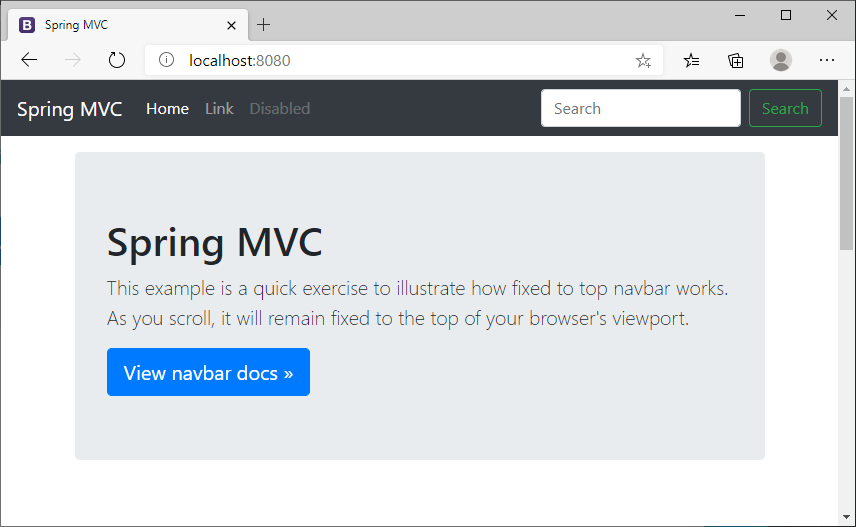 B Spring MVC
localhost:8080
Spring MVC Home Link Disabled Search Search
Spring MVC
This example is a quick exercise to illustrate how fixed to top navbar works.
As you scroll, it will remain fixed to the top of your browser's viewport.
View navbar docs »